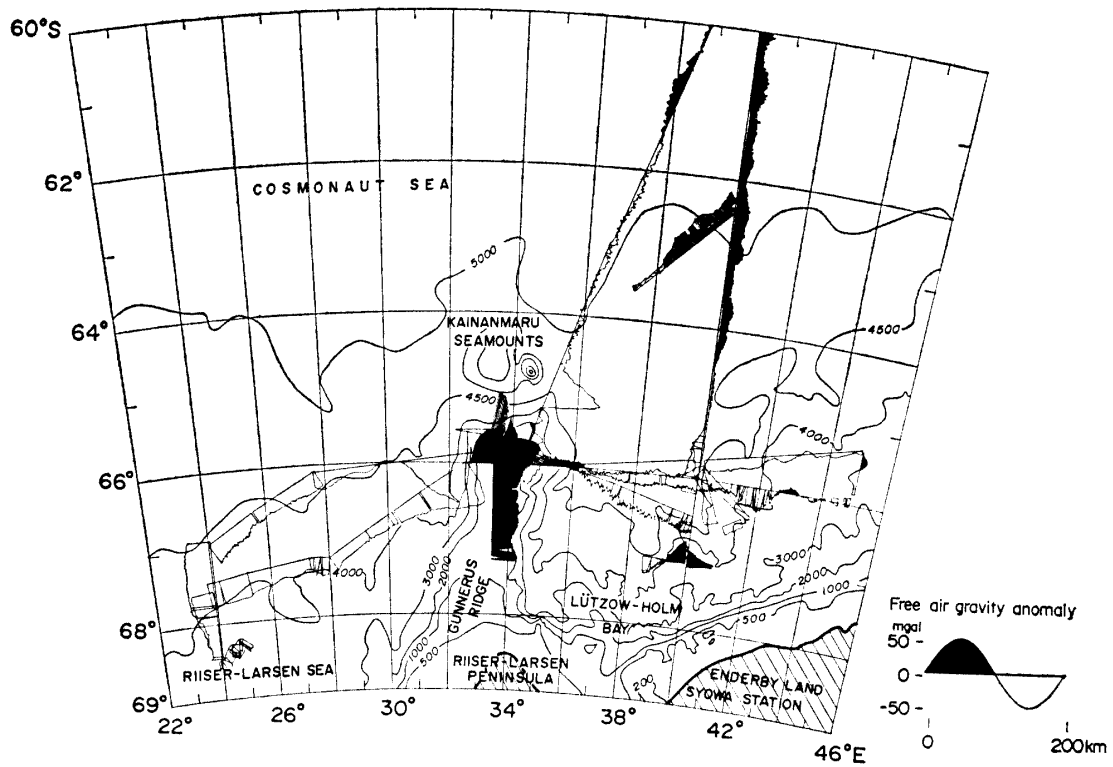 60°S
62°
COSMONAUT SEA
5000
64°
KAINANMARU
SEAMOUNTS
4500
4500
4000
66°
3000
4000
3000
2000
2000
1000
GUNNERUS
RIDGE
LÜTZOW-HOLM
BAY
500
68°
1000
500
RIISER-LARSEN SEA
RIISER-LARSEN
PENINSULA
200
ENDERBY LAND
SYOWA STATION
69°
22°
26°
30°
34°
38°
42°
46°E
Free air gravity anomaly
mgal
50
0
-50
0
200km